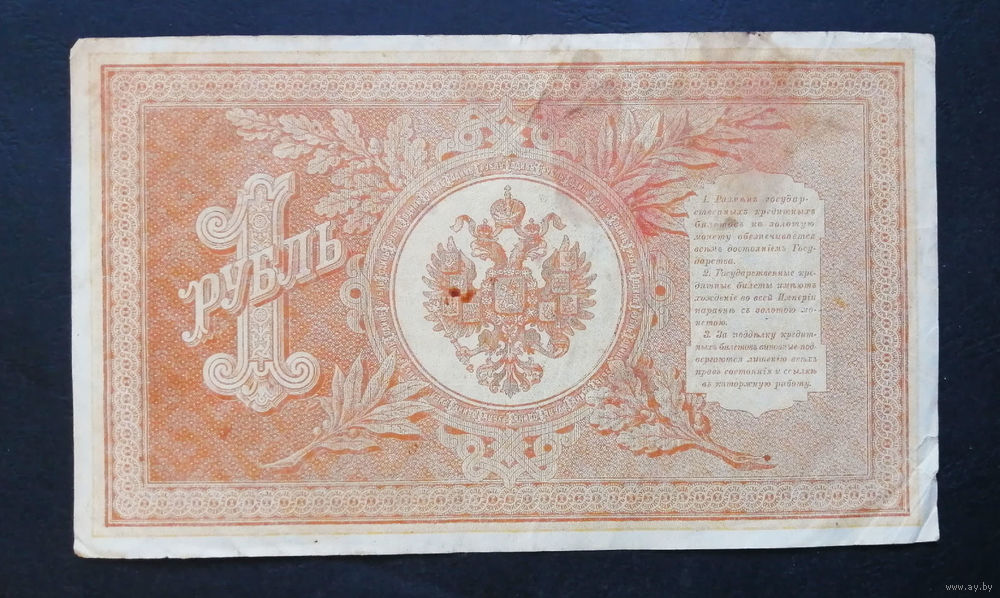 1
РУБЛЬ
1. Размѣнъ государ-
ственныхъ кредитныхъ
билетовъ на золотую
монету обезпечивается
всѣмъ достояніемъ Госу-
дарства.
2. Государственные кре-
дитные билеты имѣютъ
хожденіе во всей Имперіи
наравнѣ съ золотою мо-
нетою.
3. За поддѣлку кредит-
ныхъ билетовъ виновные под-
вергаются лишенію всѣхъ
правъ состоянія и ссылкѣ
въ каторжную работу.
www.ay.by